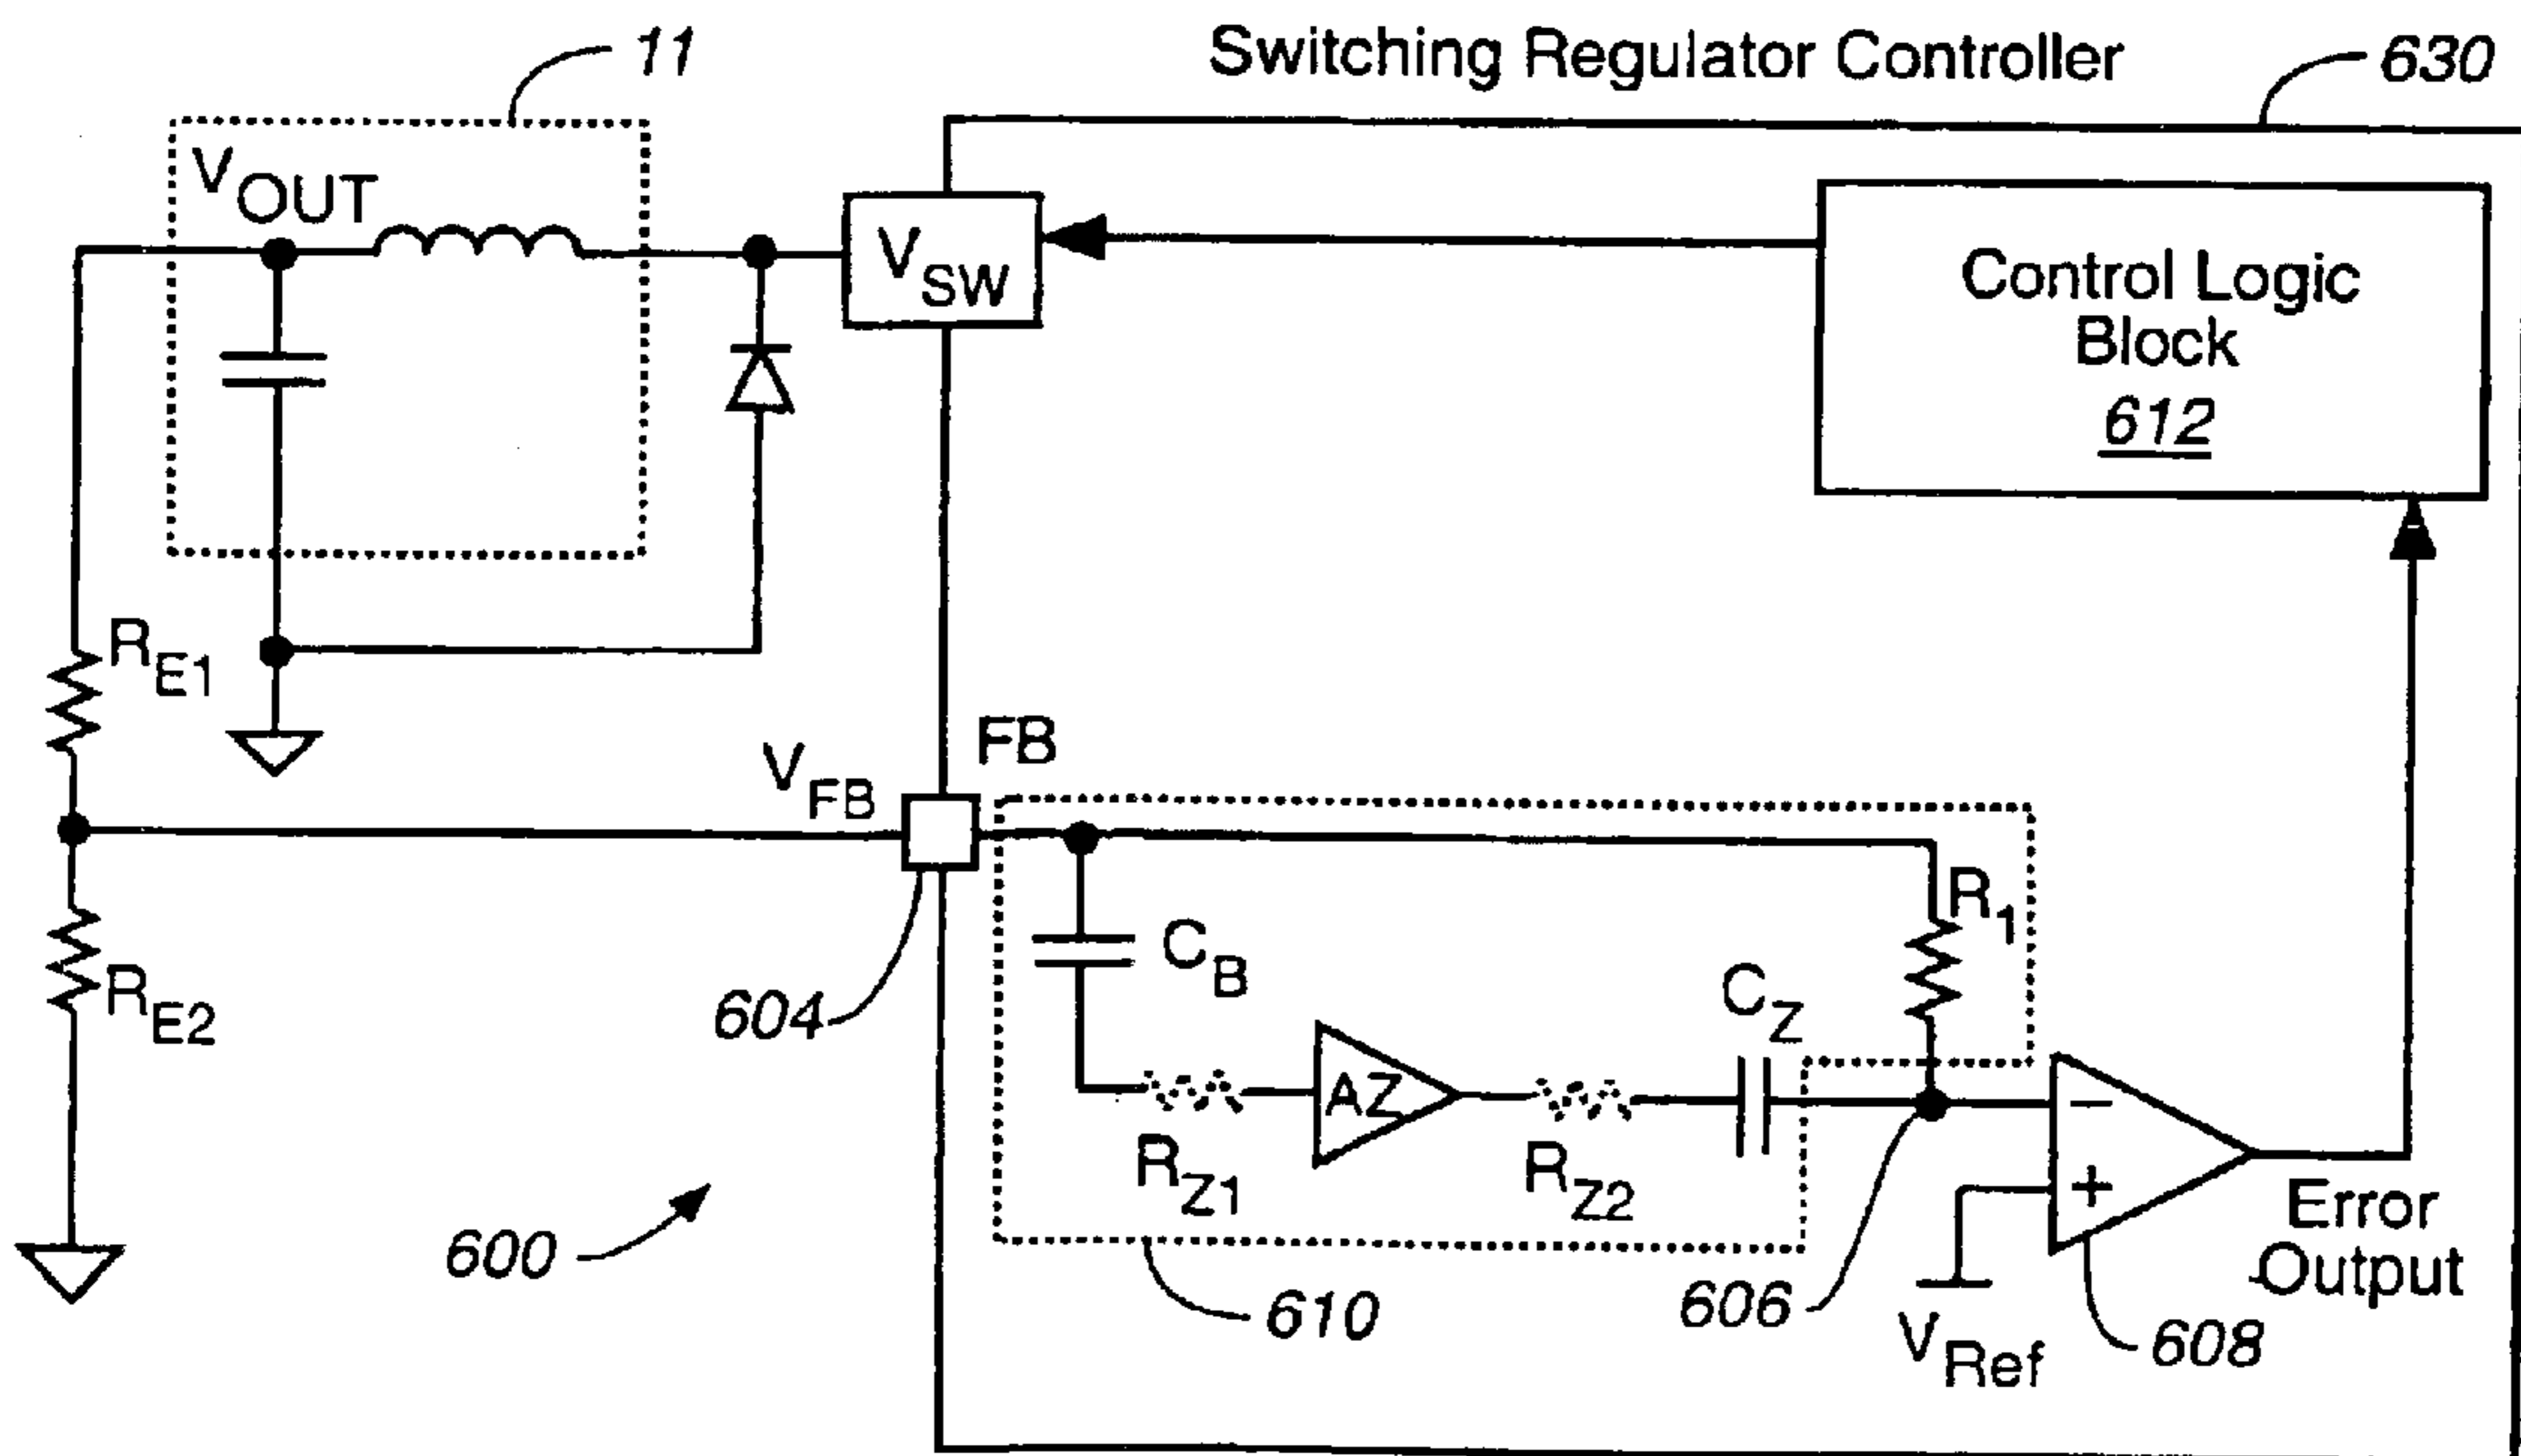 11
Switching Regulator Controller
630
VOUT
VSW
Control Logic
Block
612
RE1
VFB
FB
R1
CB
RE2
604
CZ
AZ
RZ1
RZ2
600
Error
Output
610
606
VRef
608
−
+